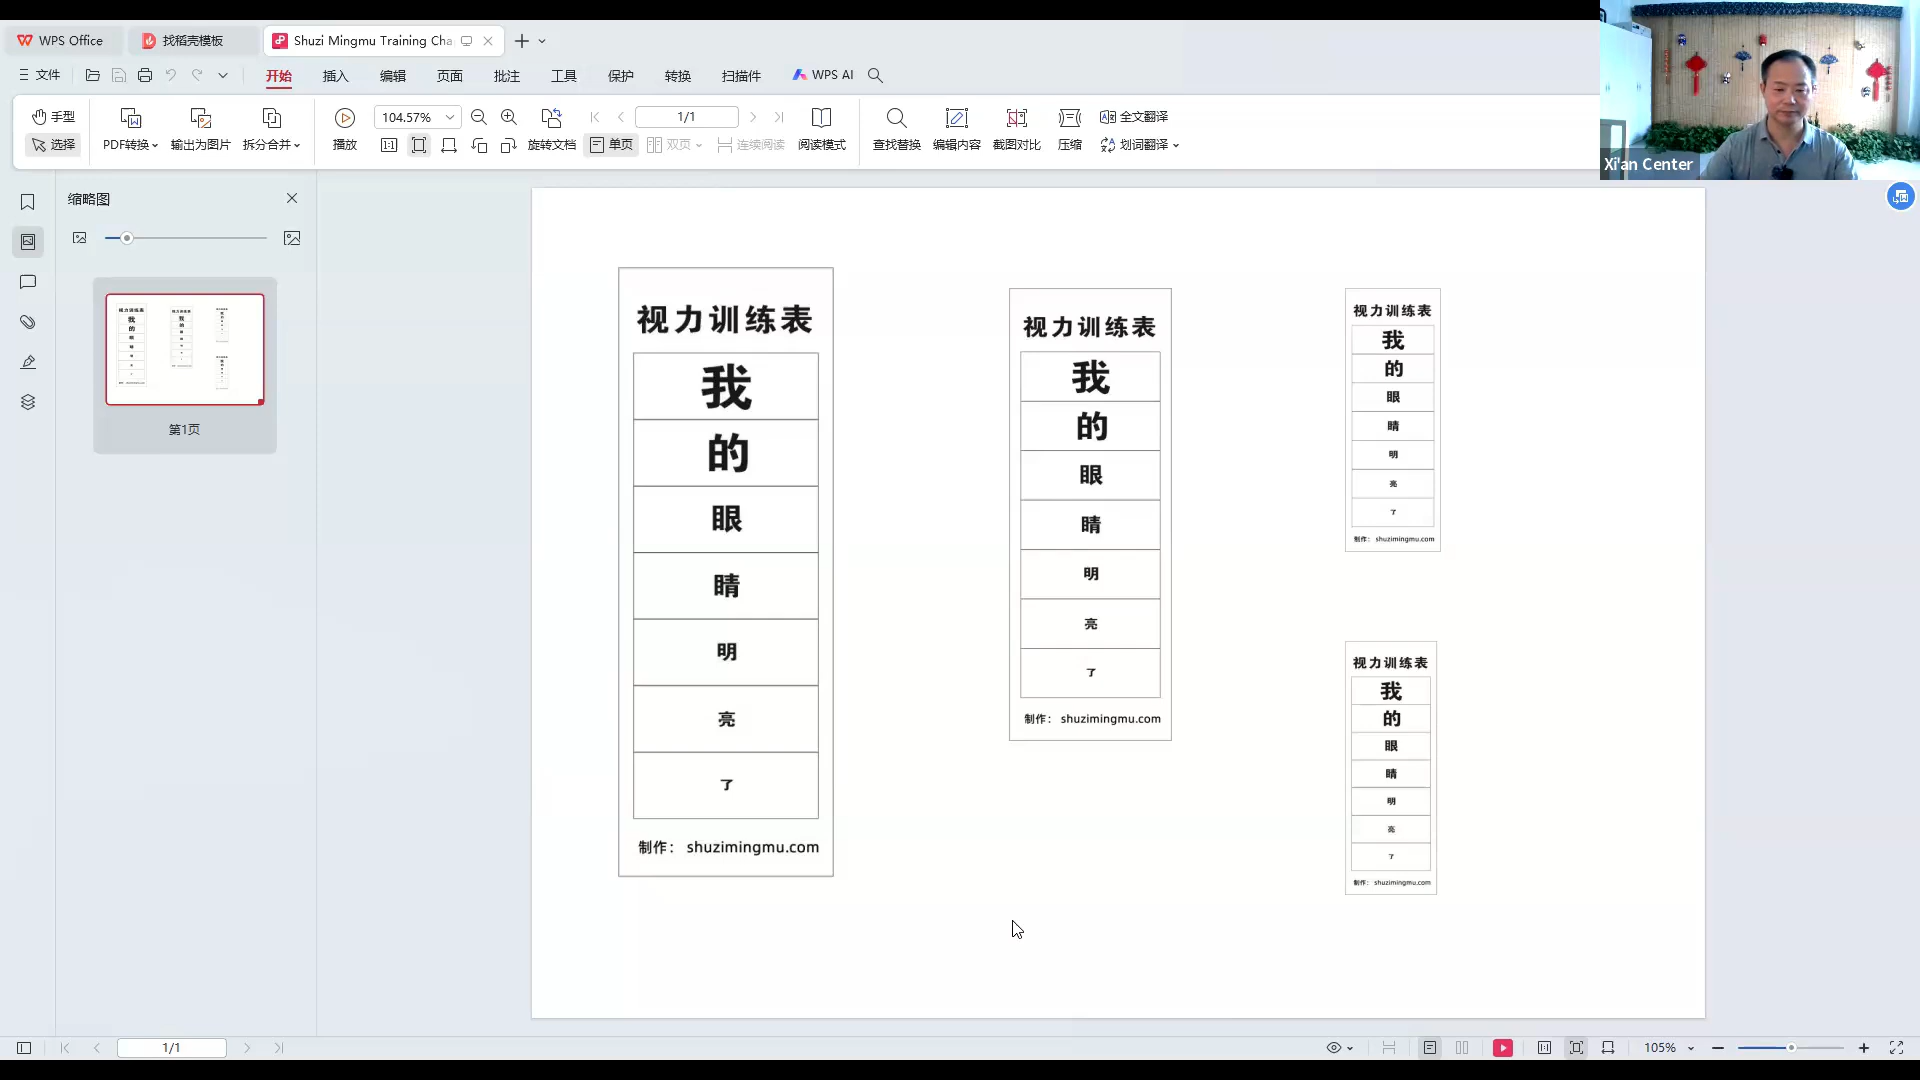 WPS Office
找稻壳模板
Shuzi Mingmu Training Cha
文件
开始
插入
编辑
页面
批注
工具
保护
转换
扫描件
WPS AI
手型
选择
PDF转换
输出为图片
拆分合并
播放
104.57%
旋转文档
1/1
单页
双页
连续阅读
阅读模式
查找替换
编辑内容
截图对比
压缩
全文翻译
划词翻译
Xi'an Center
缩略图
第1页
视力训练表
我
的
眼
睛
明
亮
了
制作： shuzimingmu.com
视力训练表
我
的
眼
睛
明
亮
了
制作： shuzimingmu.com
视力训练表
我
的
眼
睛
明
亮
了
制作： shuzimingmu.com
视力训练表
我
的
眼
睛
明
亮
了
制作： shuzimingmu.com
1/1
105%